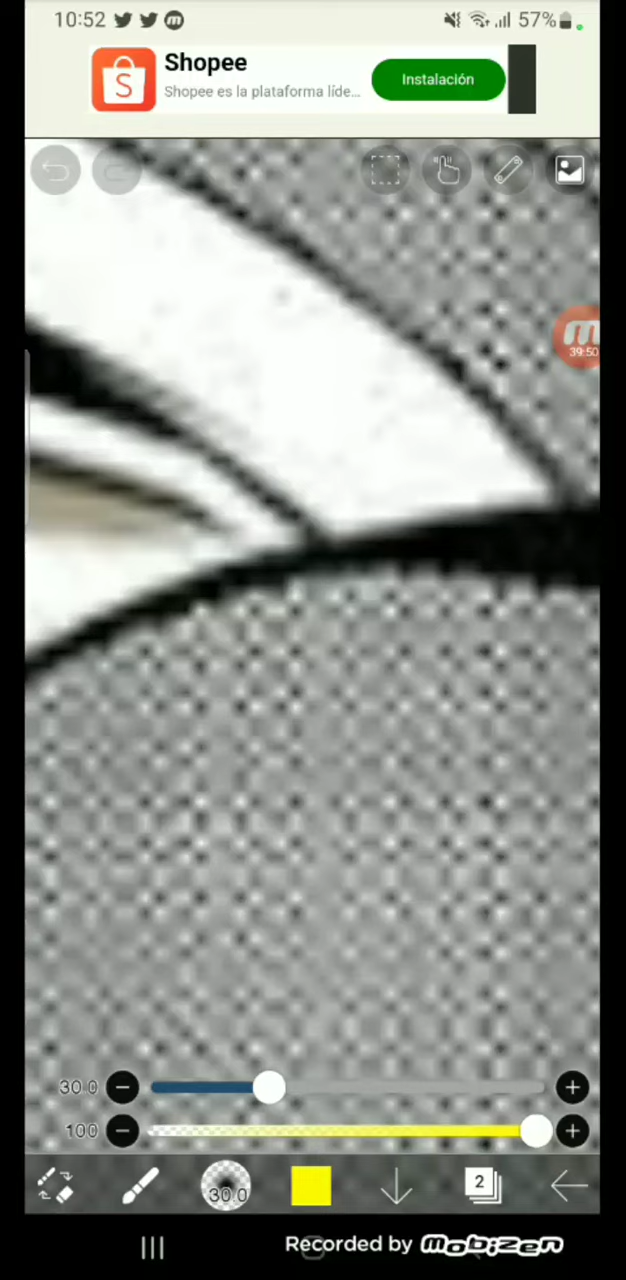 10:52
57%
Shopee
Shopee es la plataforma líde...
Instalación
39:50
30.0
100
30.0
2
Recorded by mobizen